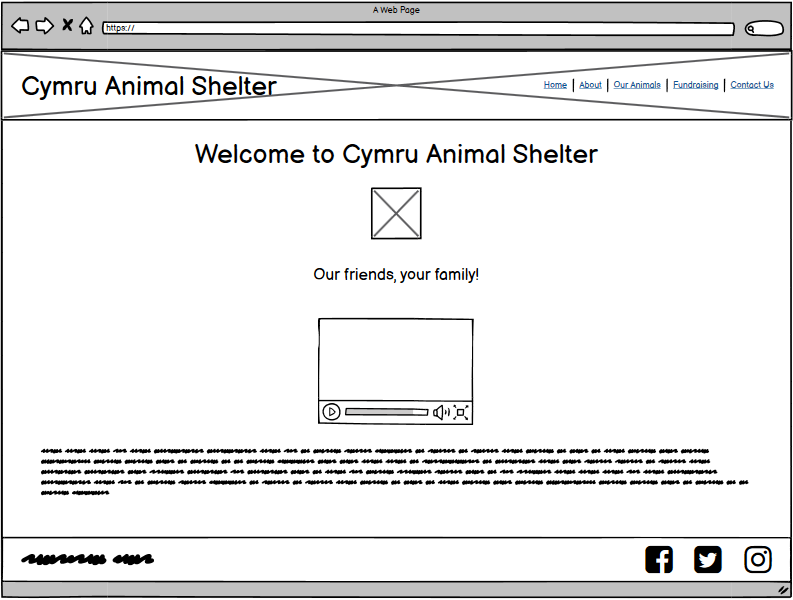 A Web Page
https://
Cymru Animal Shelter
Home | About | Our Animals | Fundraising | Contact Us
Welcome to Cymru Animal Shelter
Our friends, your family!